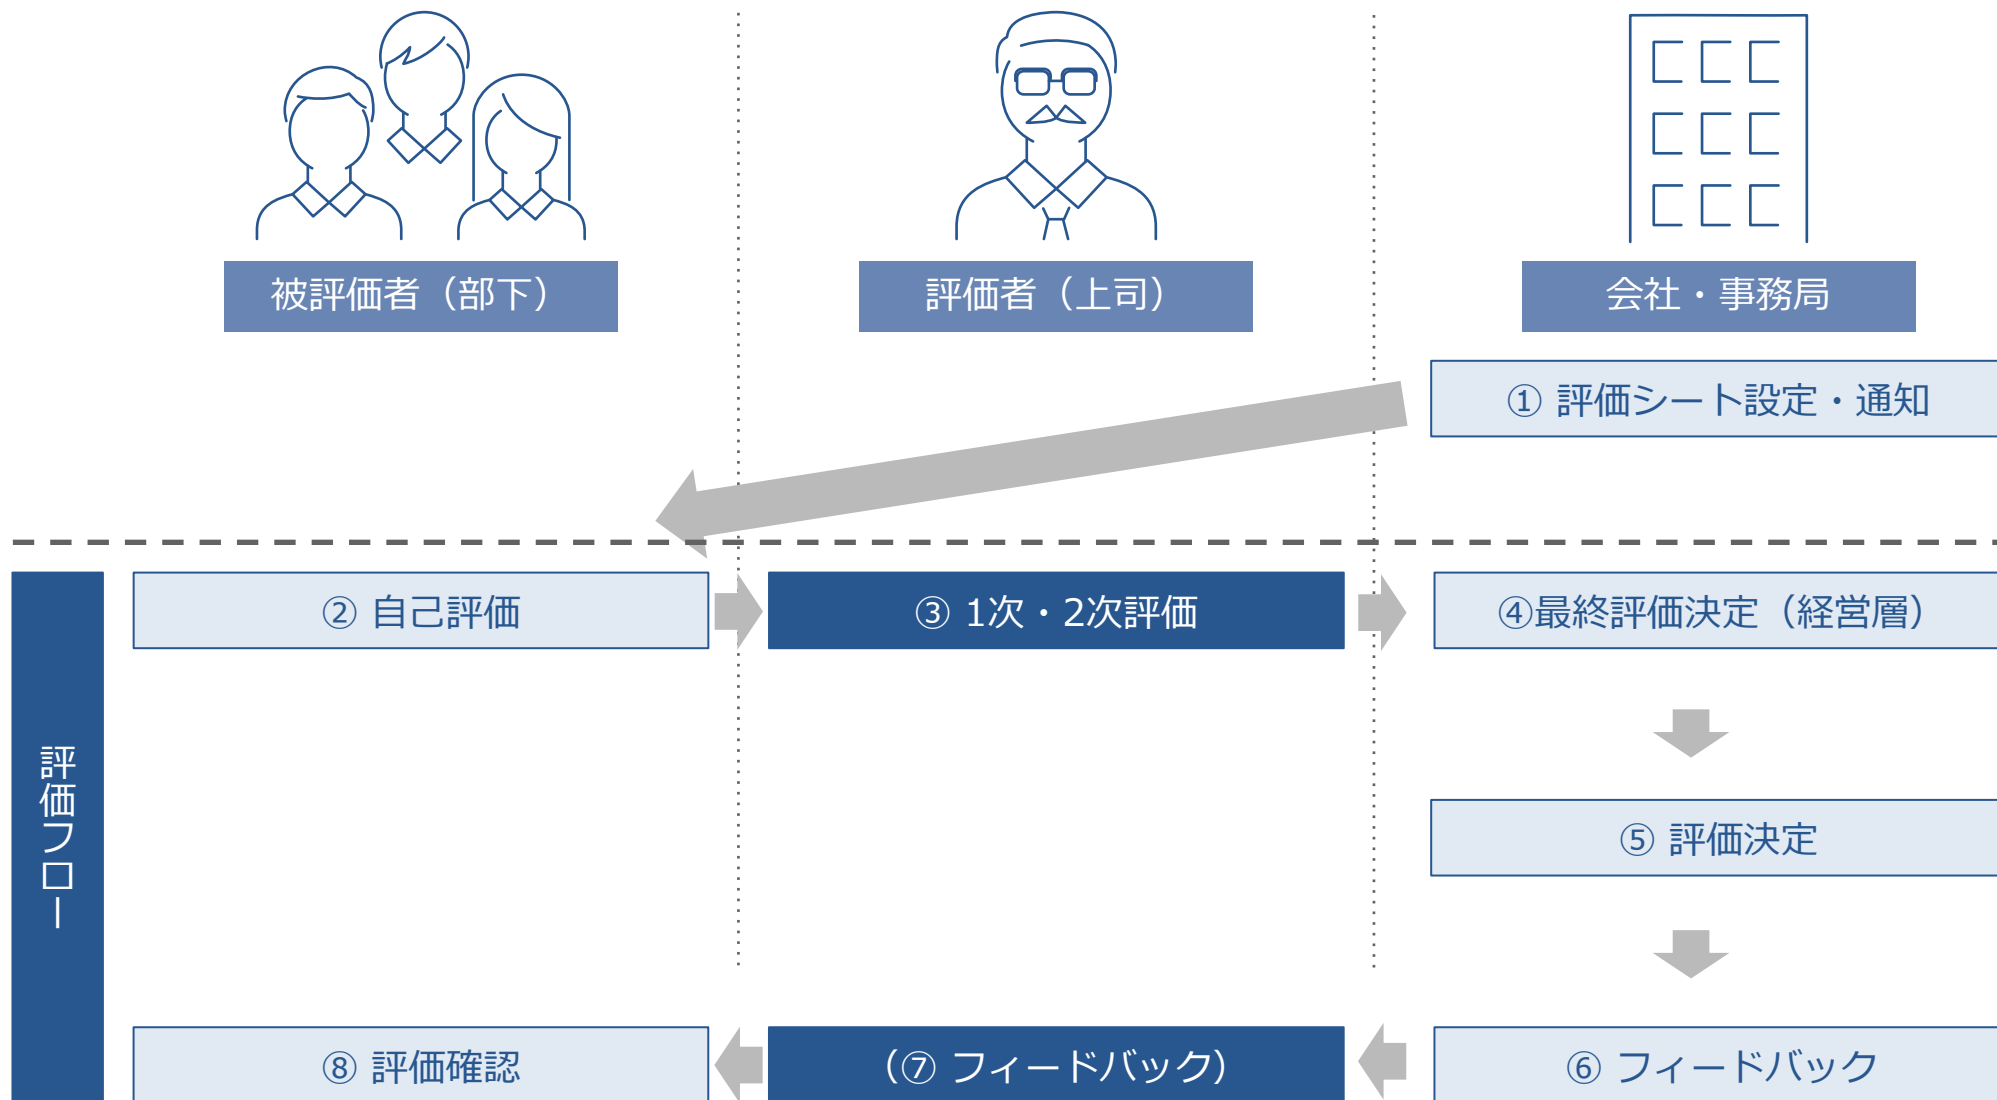 被評価者（部下）
評価者（上司）
会社・事務局
① 評価シート設定・通知
評価フロー
② 自己評価
③ 1次・2次評価
④最終評価決定（経営層）
⑤ 評価決定
⑧ 評価確認
（⑦ フィードバック）
⑥ フィードバック